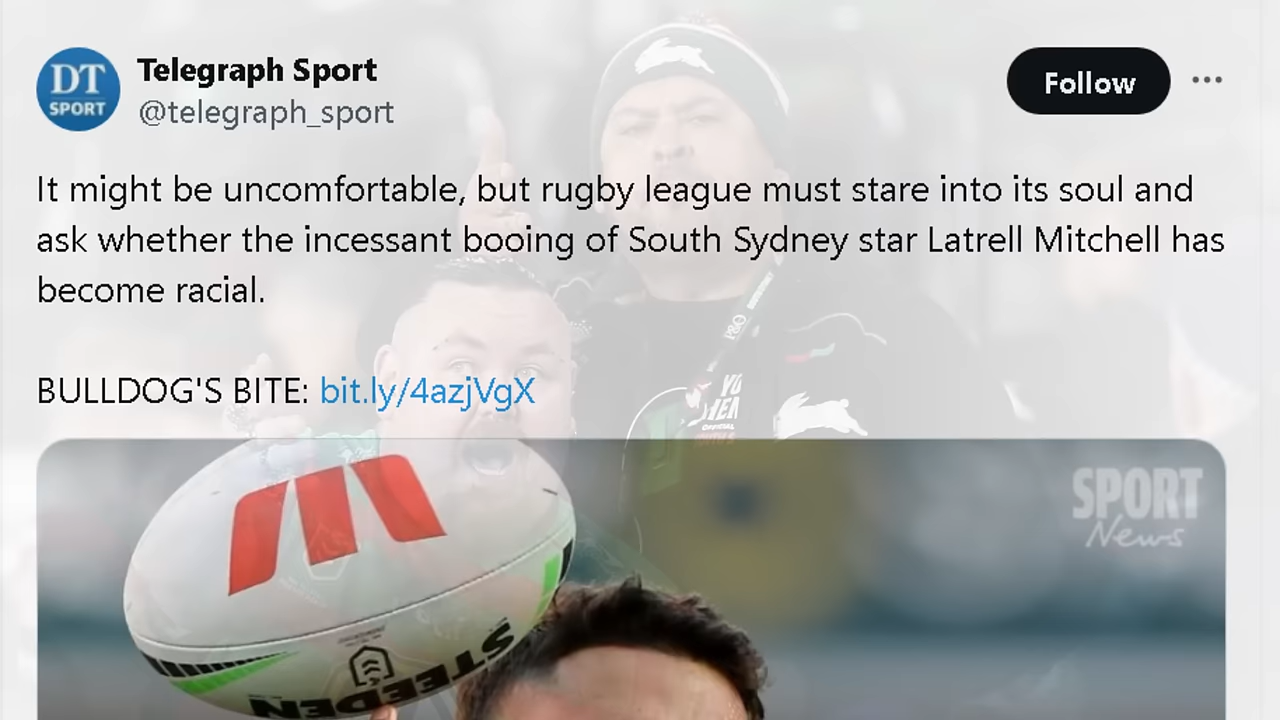 DT
SPORT
Telegraph Sport
@telegraph_sport
Follow
It might be uncomfortable, but rugby league must stare into its soul and
ask whether the incessant booing of South Sydney star Latrell Mitchell has
become racial.
BULLDOG'S BITE: bit.ly/4azjVgX
SPORT
News
STEEDEN
P&O